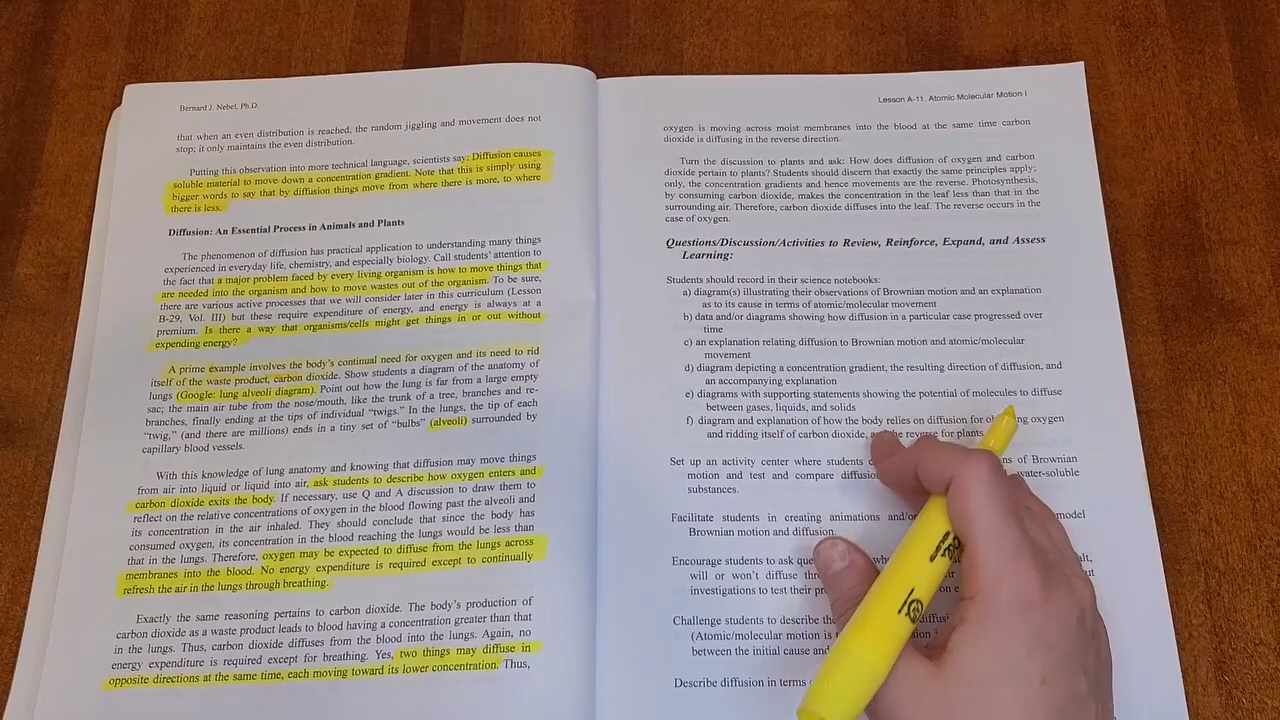 Bernard J. Nebel, Ph.D.
that when an even distribution is reached, the random jiggling and movement does not
stop; it only maintains the even distribution.
Putting this observation into more technical language, scientists say: Diffusion causes
soluble material to move down a concentration gradient. Note that this is simply using
bigger words to say that by diffusion things move from where there is more, to where
there is less.
Diffusion: An Essential Process in Animals and Plants
The phenomenon of diffusion has practical application to understanding many things
experienced in everyday life, chemistry, and especially biology. Call students’ attention to
the fact that a major problem faced by every living organism is how to move things that
are needed into the organism and how to move wastes out of the organism. To be sure,
there are various active processes that we will consider later in this curriculum (Lesson
B-29, Vol. III) but these require expenditure of energy, and energy is always at a
premium. Is there a way that organisms/cells might get things in or out without
expending energy?
A prime example involves the body’s continual need for oxygen and its need to rid
itself of the waste product, carbon dioxide. Show students a diagram of the anatomy of
lungs (Google: lung alveoli diagram). Point out how the lung is far from a large empty
sac; the main air tube from the nose/mouth, like the trunk of a tree, branches and re-
branches, finally ending at the tips of individual “twigs.” In the lungs, the tip of each
“twig,” (and there are millions) ends in a tiny set of “bulbs” (alveoli) surrounded by
capillary blood vessels.
With this knowledge of lung anatomy and knowing that diffusion may move things
from air into liquid or liquid into air, ask students to describe how oxygen enters and
carbon dioxide exits the body. If necessary, use Q and A discussion to draw them to
reflect on the relative concentrations of oxygen in the blood flowing past the alveoli and
its concentration in the air inhaled. They should conclude that since the body has
consumed oxygen, its concentration in the blood reaching the lungs would be less than
that in the lungs. Therefore, oxygen may be expected to diffuse from the lungs across
membranes into the blood. No energy expenditure is required except to continually
refresh the air in the lungs through breathing.
Exactly the same reasoning pertains to carbon dioxide. The body’s production of
carbon dioxide as a waste product leads to blood having a concentration greater than that
in the lungs. Thus, carbon dioxide diffuses from the blood into the lungs. Again, no
energy expenditure is required except for breathing. Yes, two things may diffuse in
opposite directions at the same time, each moving toward its lower concentration. Thus,
Lesson A-11. Atomic Molecular Motion I
oxygen is moving across moist membranes into the blood at the same time carbon
dioxide is diffusing in the reverse direction.
Turn the discussion to plants and ask: How does diffusion of oxygen and carbon
dioxide pertain to plants? Students should discern that exactly the same principles apply;
only, the concentration gradients and hence movements are the reverse. Photosynthesis,
by consuming carbon dioxide, makes the concentration in the leaf less than that in the
surrounding air. Therefore, carbon dioxide diffuses into the leaf. The reverse occurs in the
case of oxygen.
Questions/Discussion/Activities to Review, Reinforce, Expand, and Assess
Learning:
Students should record in their science notebooks:
a) diagram(s) illustrating their observations of Brownian motion and an explanation
as to its cause in terms of atomic/molecular movement
b) data and/or diagrams showing how diffusion in a particular case progressed over
time
c) an explanation relating diffusion to Brownian motion and atomic/molecular
movement
d) diagram depicting a concentration gradient, the resulting direction of diffusion, and
an accompanying explanation
e) diagrams with supporting statements showing the potential of molecules to diffuse
between gases, liquids, and solids
f) diagram and explanation of how the body relies on diffusion for oxygen
and ridding itself of carbon dioxide, the reverse for plants
Set up an activity center where students of Brownian
motion and test and compare water-soluble
substances.
Facilitate students in creating animations model
Brownian motion and diffusion.
Encourage students to ask
will or won’t diffuse
investigations to test their
Challenge students to describe the
(Atomic/molecular motion is
between the initial cause and
Describe diffusion in terms